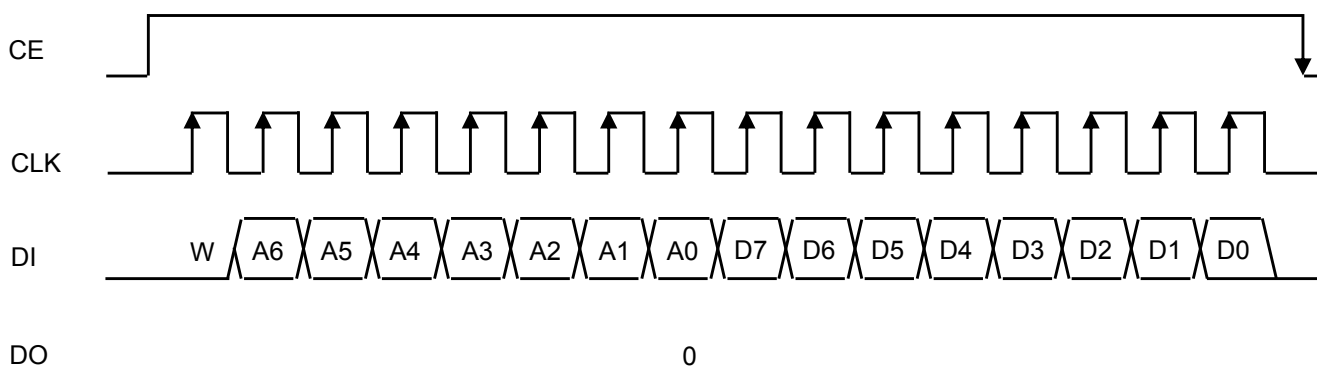 CE
CLK
DI W A6 A5 A4 A3 A2 A1 A0 D7 D6 D5 D4 D3 D2 D1 D0
DO 0